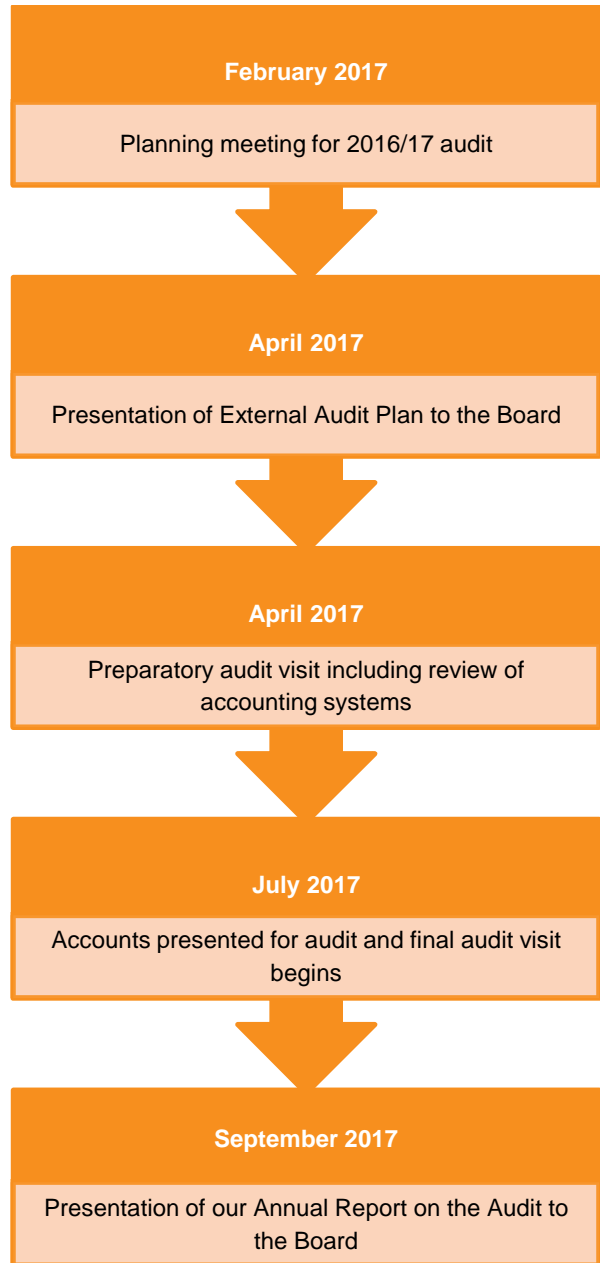 February 2017
Planning meeting for 2016/17 audit
April 2017
Presentation of External Audit Plan to the Board
April 2017
Preparatory audit visit including review of
accounting systems
July 2017
Accounts presented for audit and final audit visit
begins
September 2017
Presentation of our Annual Report on the Audit to
the Board